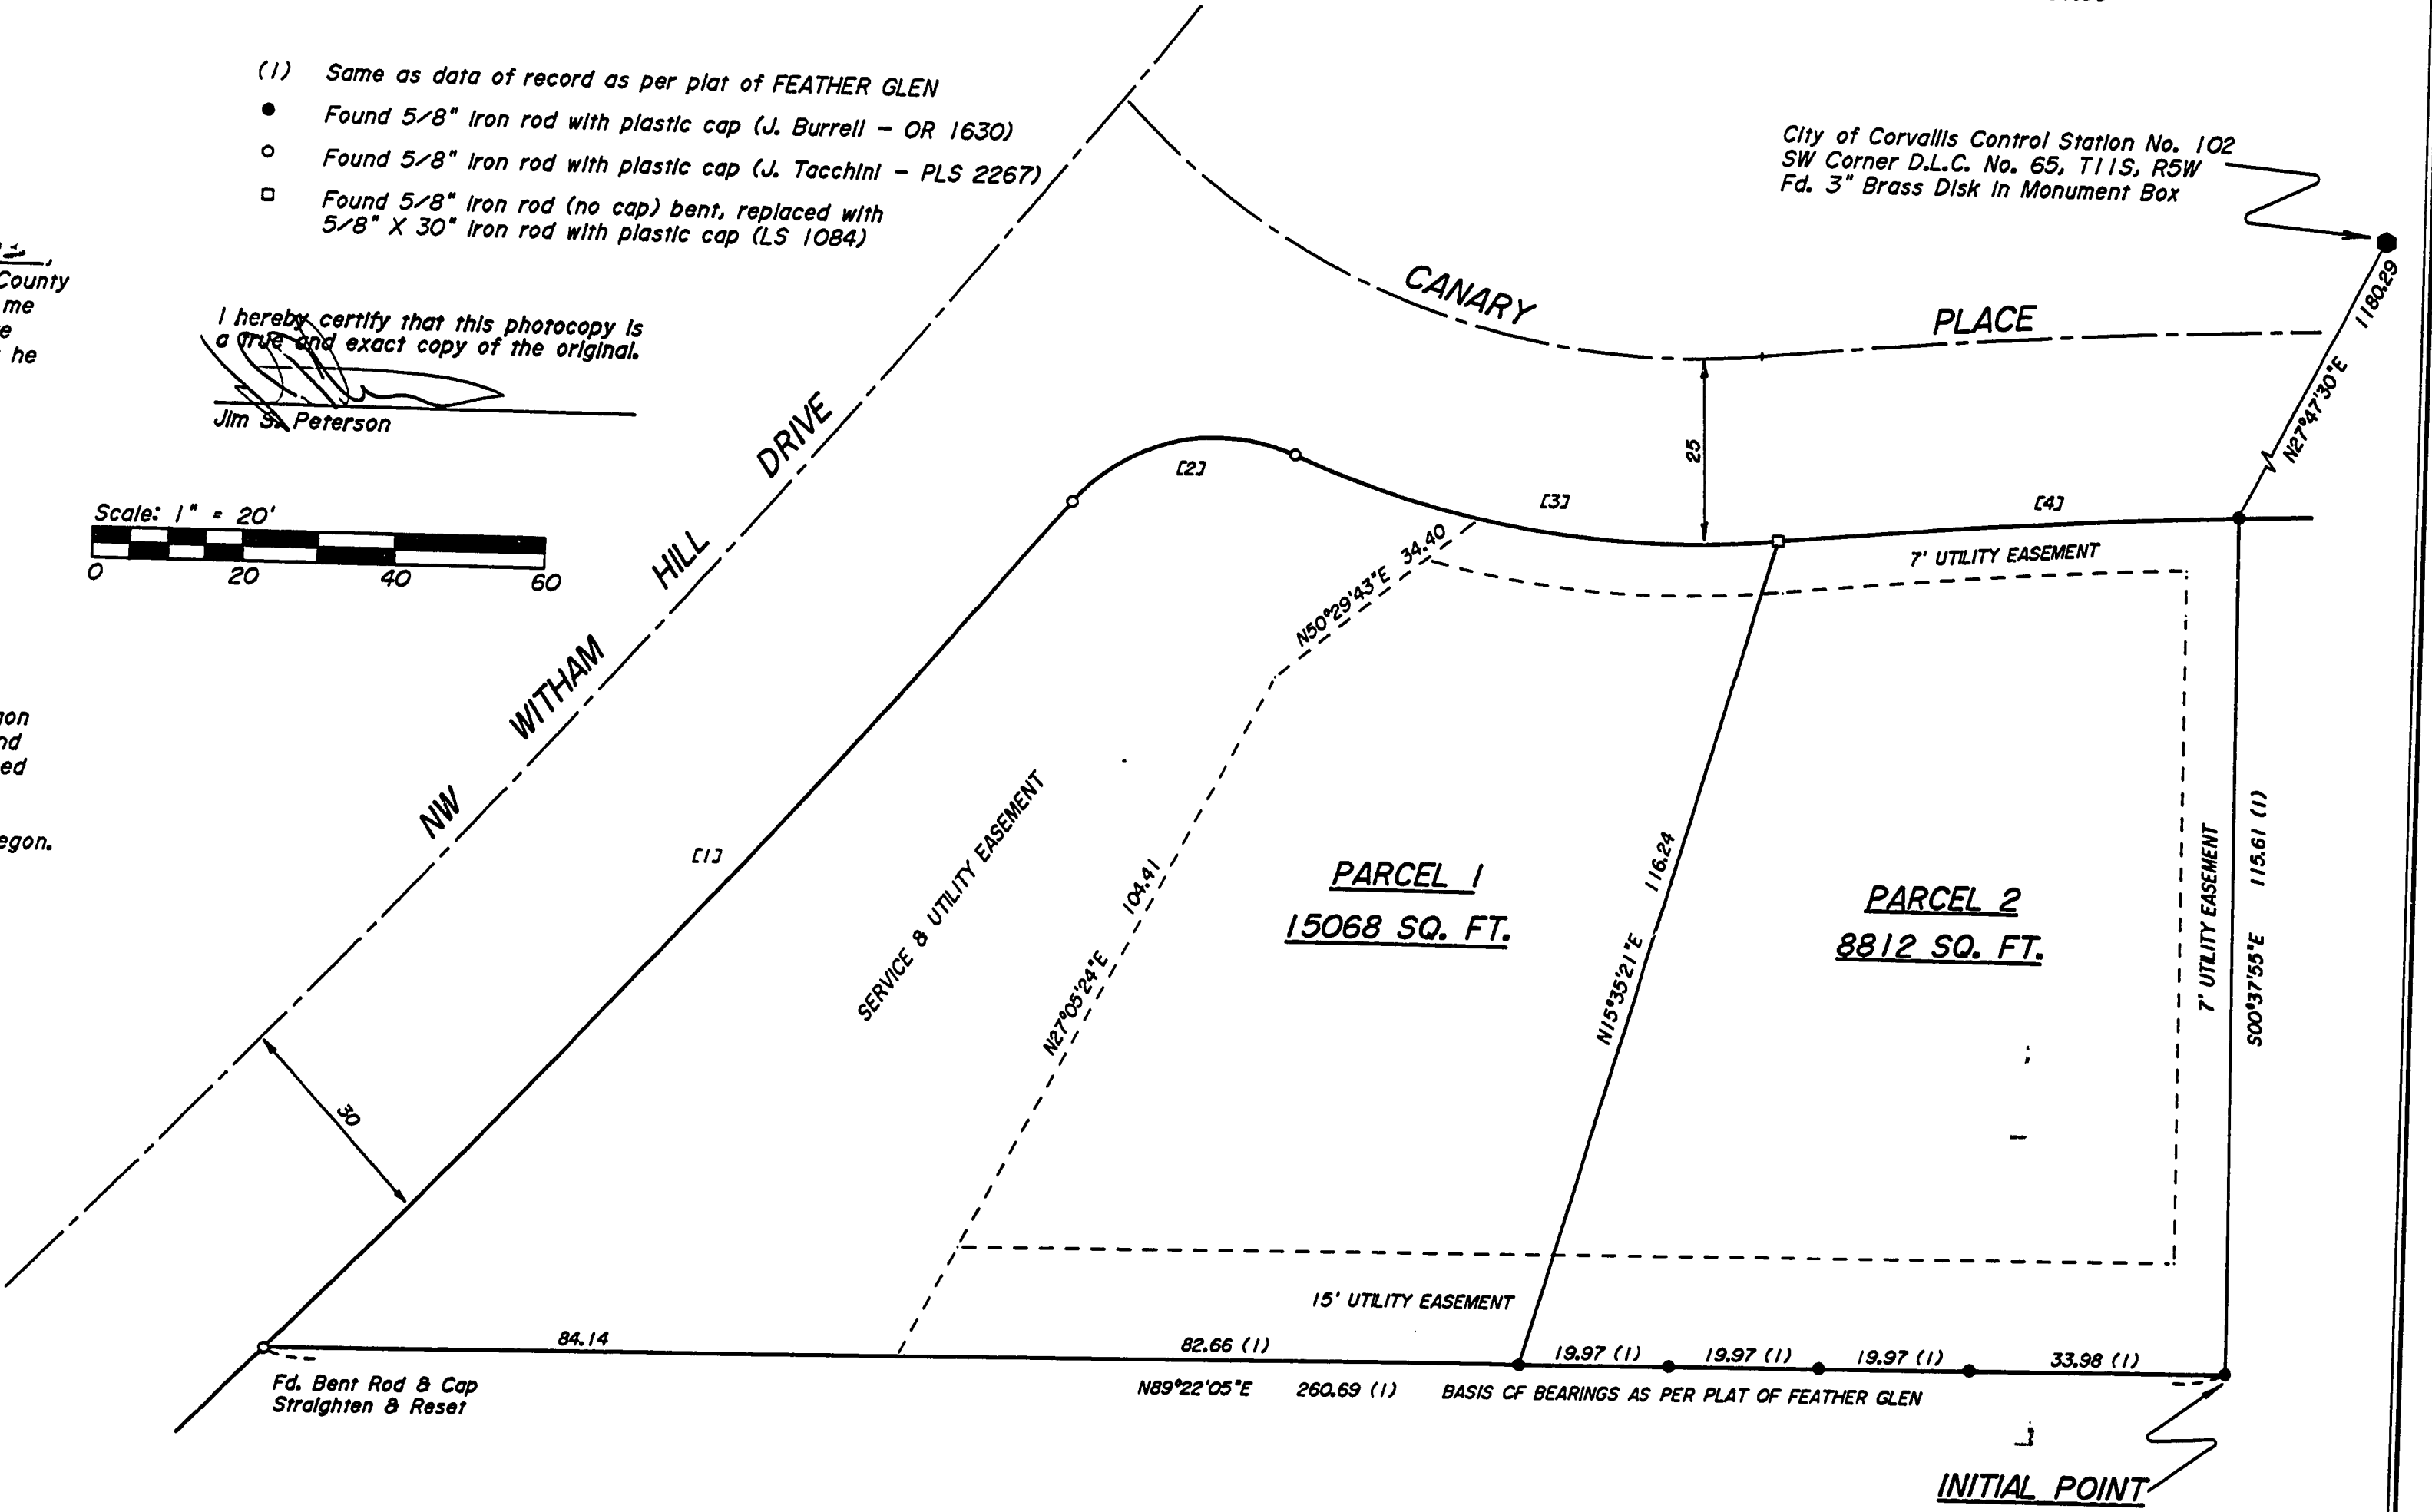 (1) Same as data of record as per plat of FEATHER GLEN
● Found 5/8" iron rod with plastic cap (J. Burrell - OR 1630)
○ Found 5/8" iron rod with plastic cap (J. Tacchini - PLS 2267)
□ Found 5/8" iron rod (no cap) bent, replaced with
5/8" X 30" iron rod with plastic cap (LS 1084)
County
me
he
I hereby certify that this photocopy is
a true and exact copy of the original.
Jim S. Peterson
Scale: 1" = 20'
0 20 40 60
egon.
City of Corvallis Control Station No. 102
SW Corner D.L.C. No. 65, T11S, R5W
Fd. 3" Brass Disk in Monument Box
N27°47'30"E 1180.29
CANARY PLACE
NW WITHAM HILL DRIVE
25
[2]
[3]
[4]
7' UTILITY EASEMENT
N50°29'43"E 34.40
[1]
SERVICE & UTILITY EASEMENT
N27°05'24"E 104.41
PARCEL 1
15068 SQ. FT.
N15°35'21"E 116.24
PARCEL 2
8812 SQ. FT.
7' UTILITY EASEMENT
S00°37'55"E 115.61 (1)
30
15' UTILITY EASEMENT
84.14
82.66 (1)
19.97 (1)
19.97 (1)
19.97 (1)
33.98 (1)
Fd. Bent Rod & Cap
Straighten & Reset
N89°22'05"E 260.69 (1) BASIS OF BEARINGS AS PER PLAT OF FEATHER GLEN
INITIAL POINT